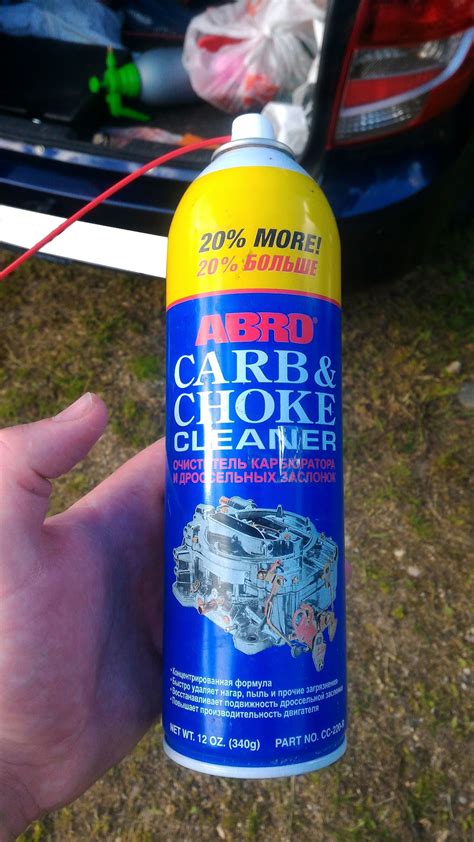 20% MORE!
20% БОЛЬШЕ
ABRO®
CARB &
CHOKE
CLEANER
ОЧИСТИТЕЛЬ КАРБЮРАТОРА
И ДРОССЕЛЬНЫХ ЗАСЛОНОК
•Концентрированная формула
•Быстро удаляет нагар, пыль и прочие загрязнения
•Восстанавливает подвижность дроссельной заслонки
•Повышает производительность двигателя
NET WT. 12 OZ. (340g) PART NO. CC-220-R